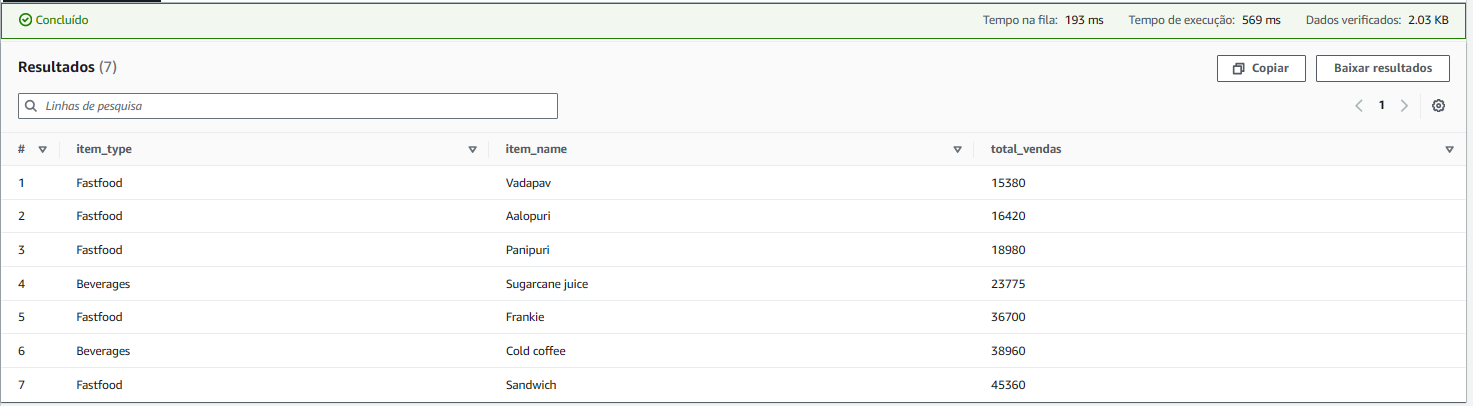 Concluído Tempo na fila: 193 ms Tempo de execução: 569 ms Dados verificados: 2.03 KB
Resultados (7) Copiar Baixar resultados
Linhas de pesquisa 1
# item_type item_name total_vendas
1 Fastfood Vadapav 15380
2 Fastfood Aalopuri 16420
3 Fastfood Panipuri 18980
4 Beverages Sugarcane juice 23775
5 Fastfood Frankie 36700
6 Beverages Cold coffee 38960
7 Fastfood Sandwich 45360